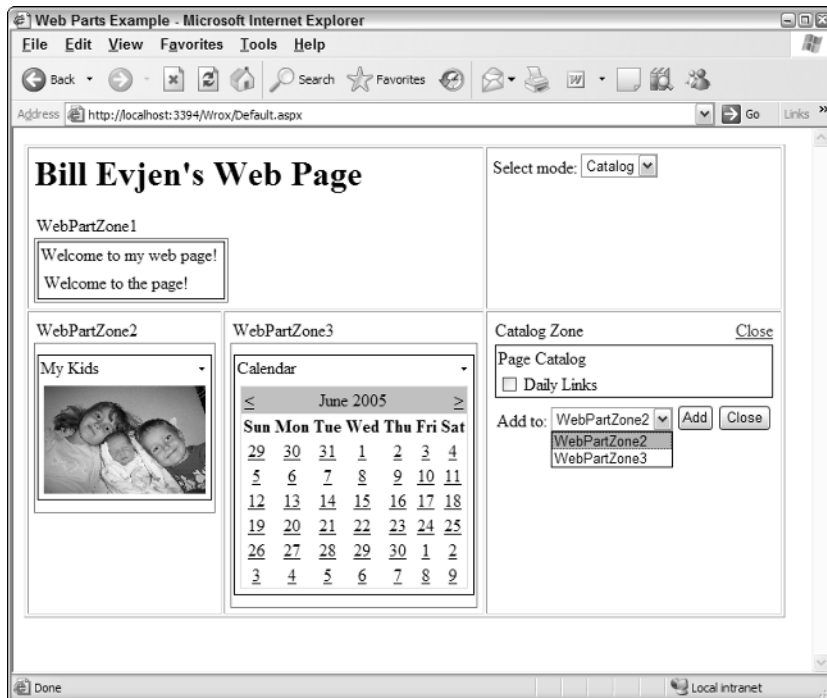 Web Parts Example - Microsoft Internet Explorer
File Edit View Favorites Tools Help
Back Search Favorites
Address http://localhost:3394/Wrox/Default.aspx Go Links »
Bill Evjen's Web Page
Select mode: Catalog
WebPartZone1
Welcome to my web page!
Welcome to the page!
WebPartZone2
My Kids
WebPartZone3
Calendar
< June 2005 >
Sun Mon Tue Wed Thu Fri Sat
29 30 31 1 2 3 4
5 6 7 8 9 10 11
12 13 14 15 16 17 18
19 20 21 22 23 24 25
26 27 28 29 30 1 2
3 4 5 6 7 8 9
Catalog Zone Close
Page Catalog
Daily Links
Add to: WebPartZone2 Add Close
WebPartZone2
WebPartZone3
Done Local intranet